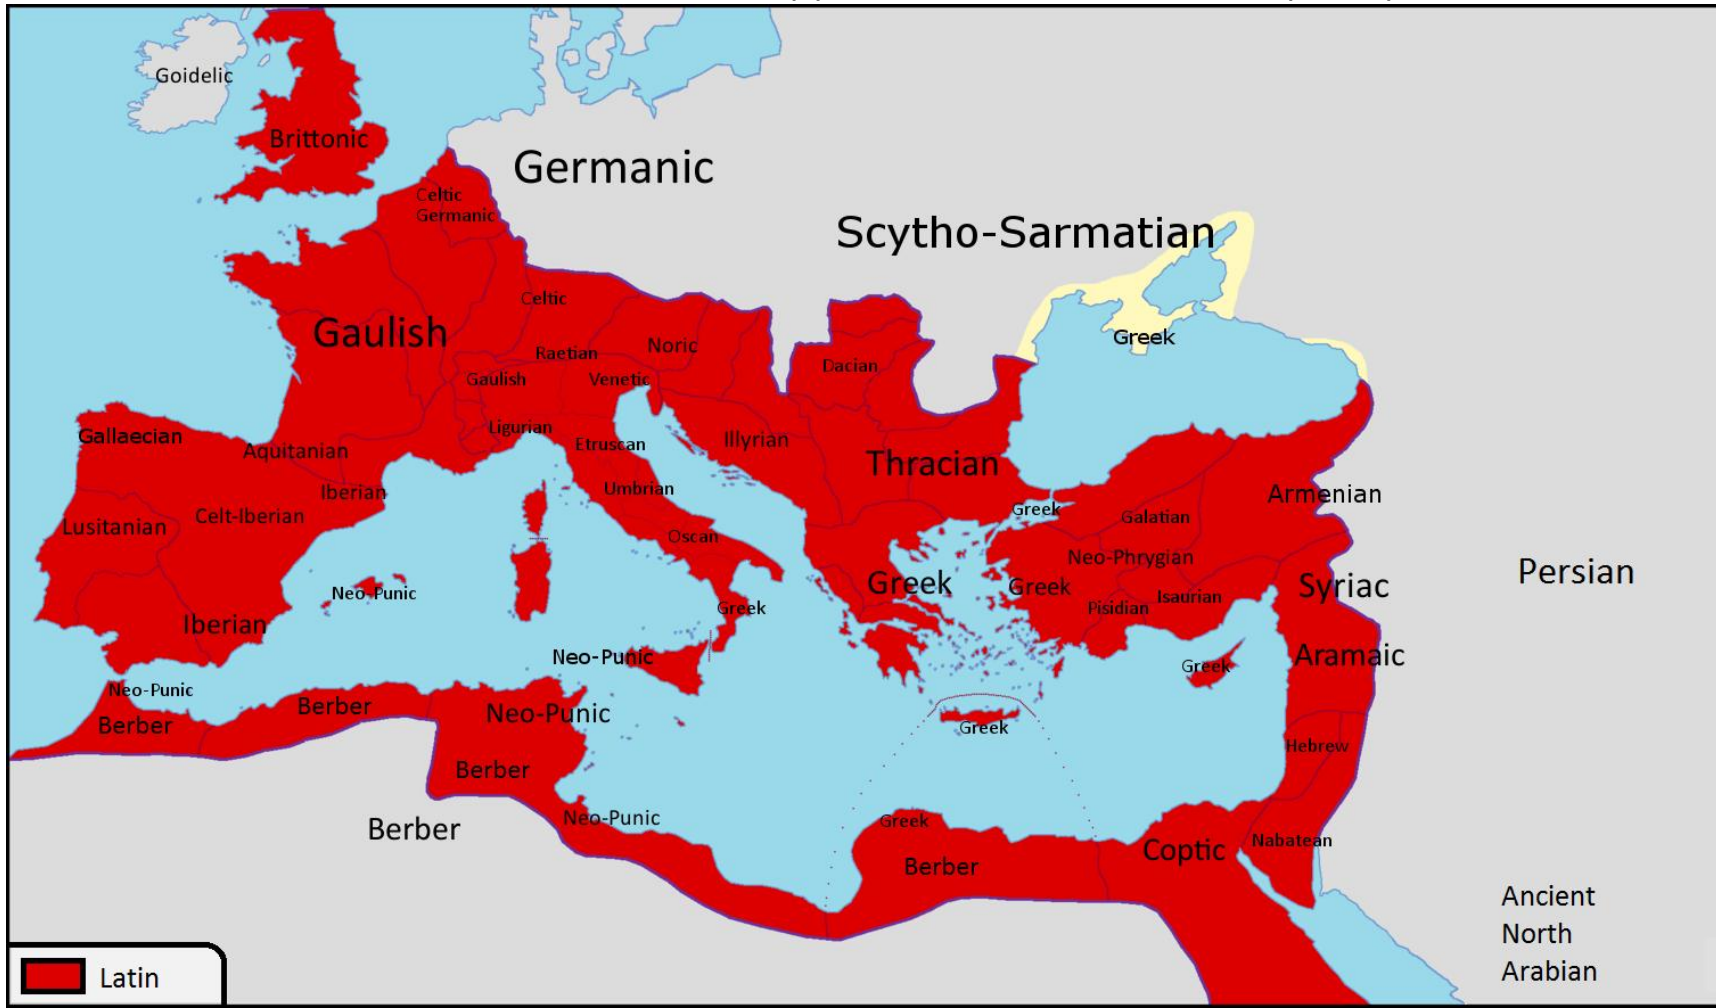 Goidelic
Brittonic
Germanic
Celtic
Germanic
Scytho-Sarmatian
Celtic
Gaulish
Greek
Raetian
Noric
Dacian
Gaulish
Venetic
Gallaecian
Aquitanian
Ligurian
Etruscan
Illyrian
Thracian
Iberian
Umbrian
Armenian
Lusitanian
Celt-Iberian
Oscan
Greek
Galatian
Neo-Phrygian
Persian
Neo-Punic
Greek
Greek
Syriac
Isaurian
Pisidian
Greek
Iberian
Neo-Punic
Greek
Aramaic
Neo-Punic
Berber
Berber
Neo-Punic
Greek
Hebrew
Berber
Neo-Punic
Greek
Berber
Coptic
Nabatean
Berber
Ancient
North
Arabian
Latin